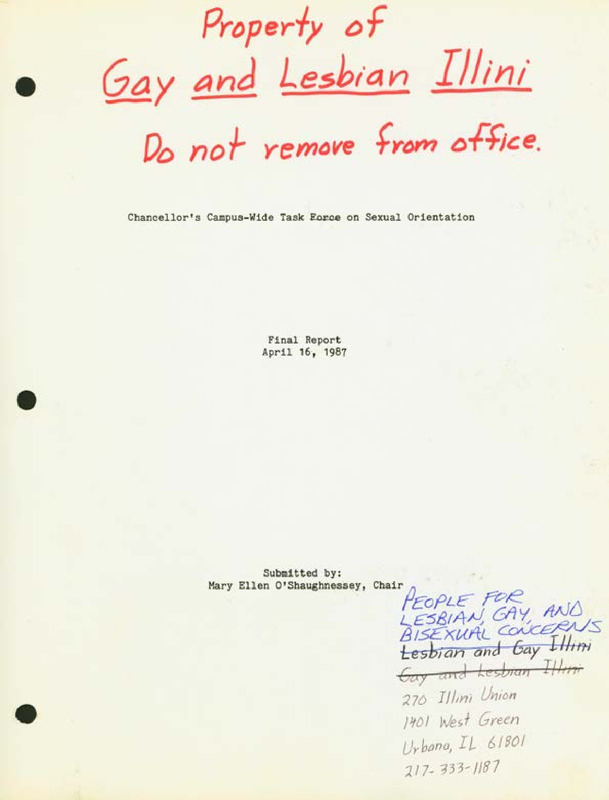 Property of
Gay and Lesbian Illini
Do not remove from office.
Chancellor's Campus-Wide Task Force on Sexual Orientation
Final Report
April 16, 1987
Submitted by:
Mary Ellen O'Shaughnessey, Chair
PEOPLE FOR
LESBIAN, GAY, AND
BISEXUAL CONCERNS
Lesbian and Gay Illini
Gay and Lesbian Illini
270 Illini Union
1401 West Green
Urbana, IL 61801
217-333-1187